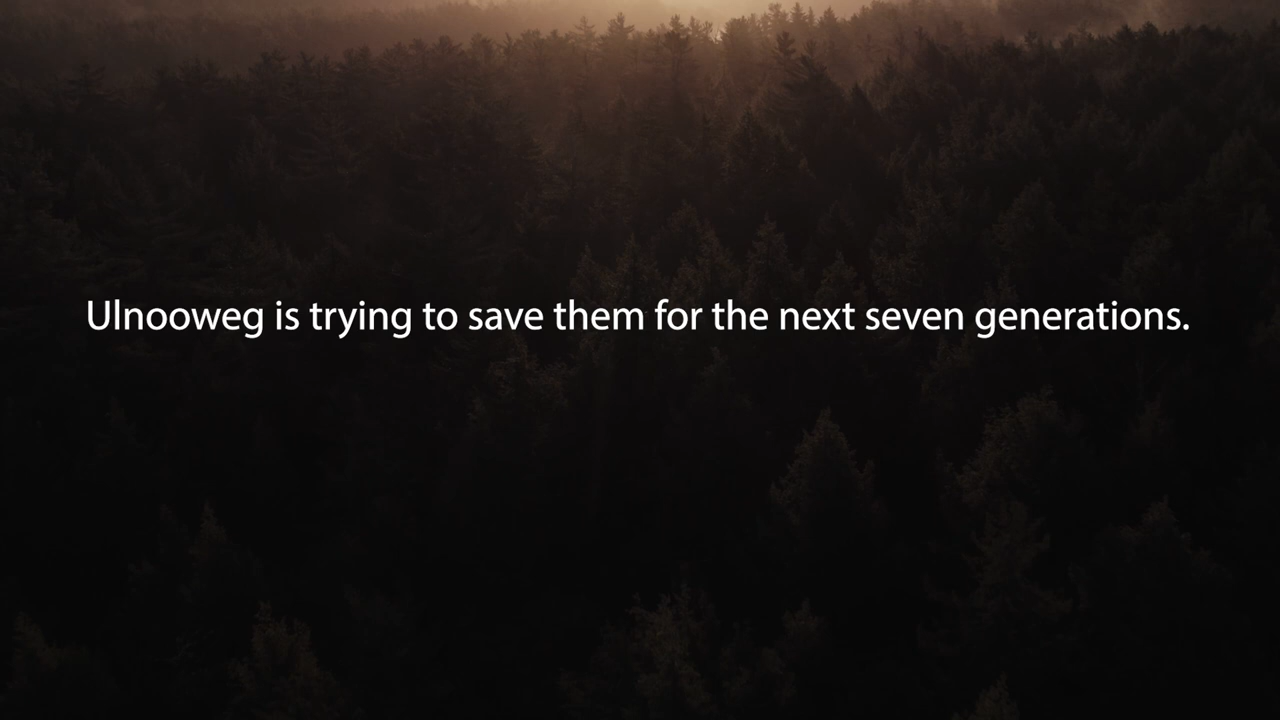 Ulnooweg is trying to save them for the next seven generations.